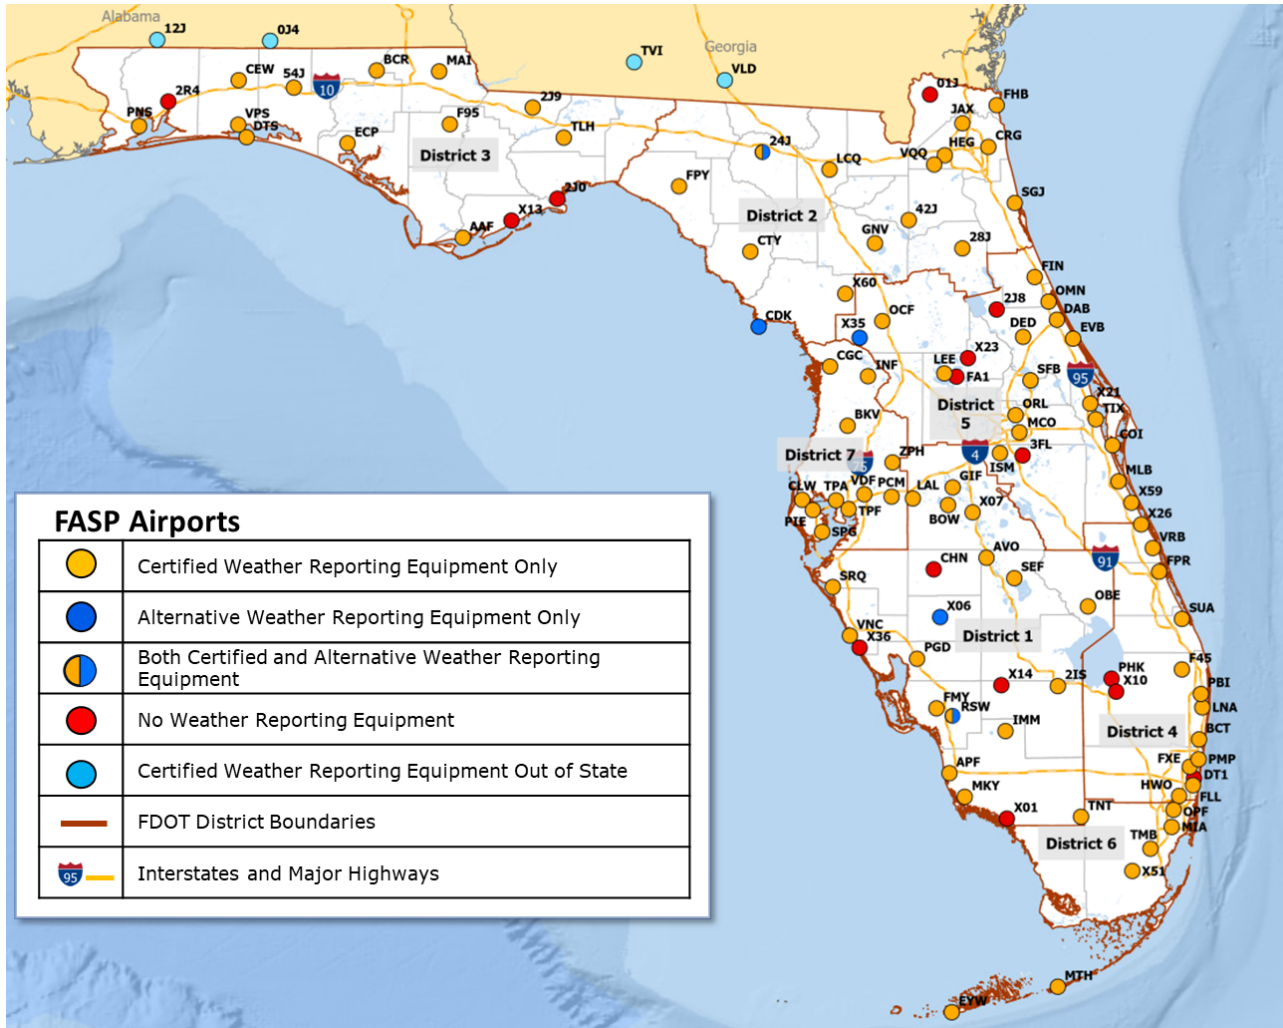 Alabama
12J
0J4
TVI
Georgia
VLD
CEW
54J
BCR
MAI
10
2R4
PNS
VPS
DTS
ECP
F95
2J9
TLH
District 3
2J0
X13
AAF
01J
FHB
JAX
24J
LCQ
VQQ
HEG
CRG
FPY
District 2
42J
SGJ
GNV
28J
CTY
FIN
X60
2J8
OMN
CDK
X35
OCF
DED
DAB
EVB
CGC
INF
LEE
X23
FA1
SFB
95
X21
TIX
District
5
ORL
MCO
COI
BKV
District 7
75
ZPH
4
ISM
3FL
MLB
CLW
TPA
VDF
PCM
LAL
GIF
X59
PIE
TPF
BOW
X07
X26
SPG
VRB
CHN
AVO
SEF
91
FPR
SRQ
X06
OBE
SUA
VNC
X36
District 1
PGD
X14
2IS
PHK
X10
F45
PBI
FMY
RSW
IMM
LNA
District 4
BCT
APF
FXE
PMP
DT1
MKY
HWO
FLL
X01
TNT
OPF
MIA
District 6
TMB
X51
MTH
EYW
FASP Airports
Certified Weather Reporting Equipment Only
Alternative Weather Reporting Equipment Only
Both Certified and Alternative Weather Reporting
Equipment
No Weather Reporting Equipment
Certified Weather Reporting Equipment Out of State
FDOT District Boundaries
95
Interstates and Major Highways